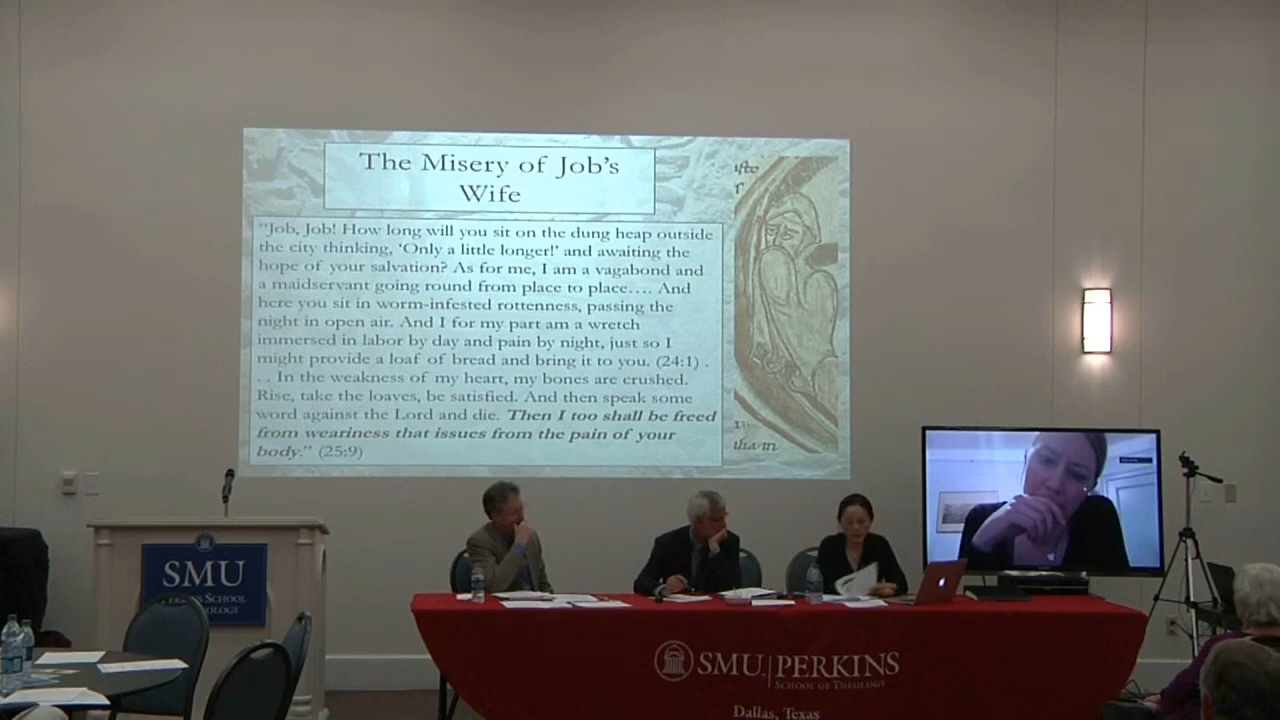 The Misery of Job's
Wife
"Job, Job! How long will you sit on the dung heap outside
the city thinking, 'Only a little longer!' and awaiting the
hope of your salvation? As for me, I am a vagabond and
a maidservant going round from place to place.... And
here you sit in worm-infested rottenness, passing the
night in open air. And I for my part am a wretch
immersed in labor by day and pain by night, just so I
might provide a loaf of bread and bring it to you. (24:1) .
. . In the weakness of my heart, my bones are crushed.
Rise, take the loaves, be satisfied. And then speak some
word against the Lord and die. Then I too shall be freed
from weariness that issues from the pain of your
body." (25:9)
SMU
PERKINS SCHOOL
THEOLOGY
SMU PERKINS
SCHOOL OF THEOLOGY
Dallas, Texas